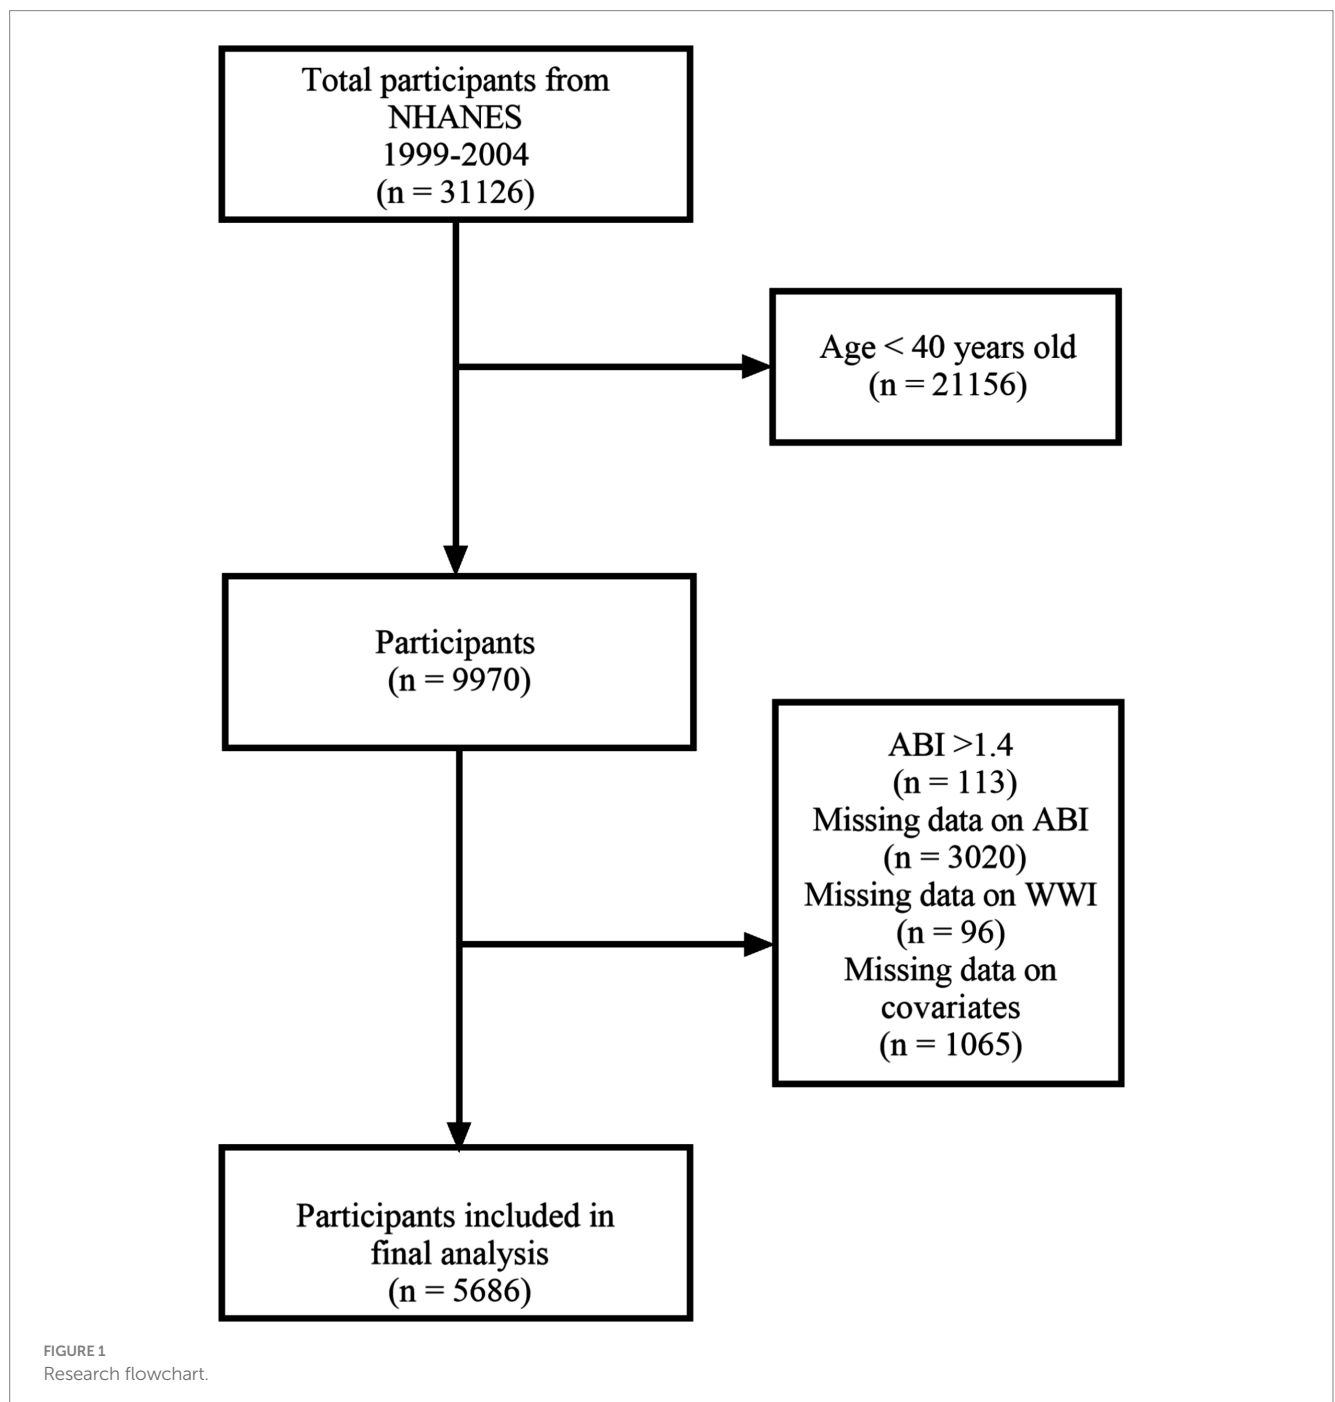 Total participants from
NHANES
1999-2004
(n = 31126)
Age < 40 years old
(n = 21156)
Participants
(n = 9970)
ABI >1.4
(n = 113)
Missing data on ABI
(n = 3020)
Missing data on WWI
(n = 96)
Missing data on
covariates
(n = 1065)
Participants included in
final analysis
(n = 5686)
FIGURE 1
Research flowchart.